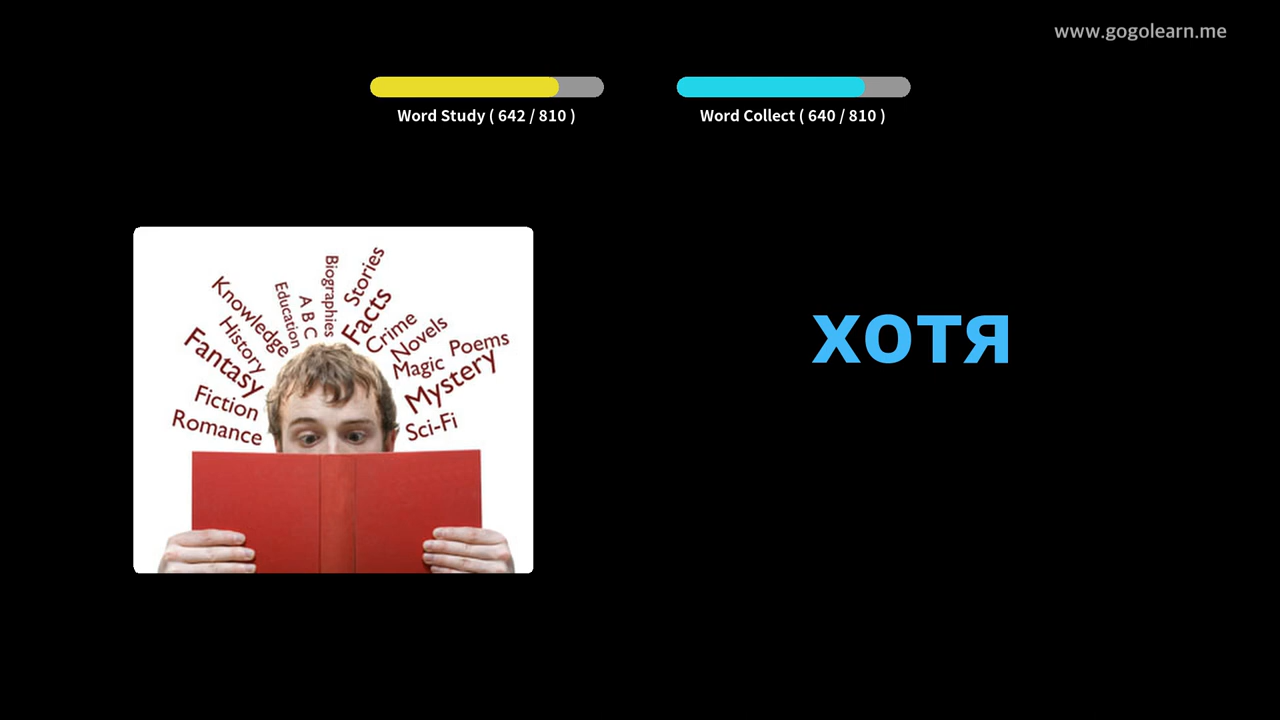 www.gogolearn.me
Word Study ( 642 / 810 )
Word Collect ( 640 / 810 )
Biographies
Stories
Education
A B C
Facts
Knowledge
Crime
History
Novels
Fantasy
Magic
Poems
Mystery
Fiction
Sci-Fi
Romance
хотя